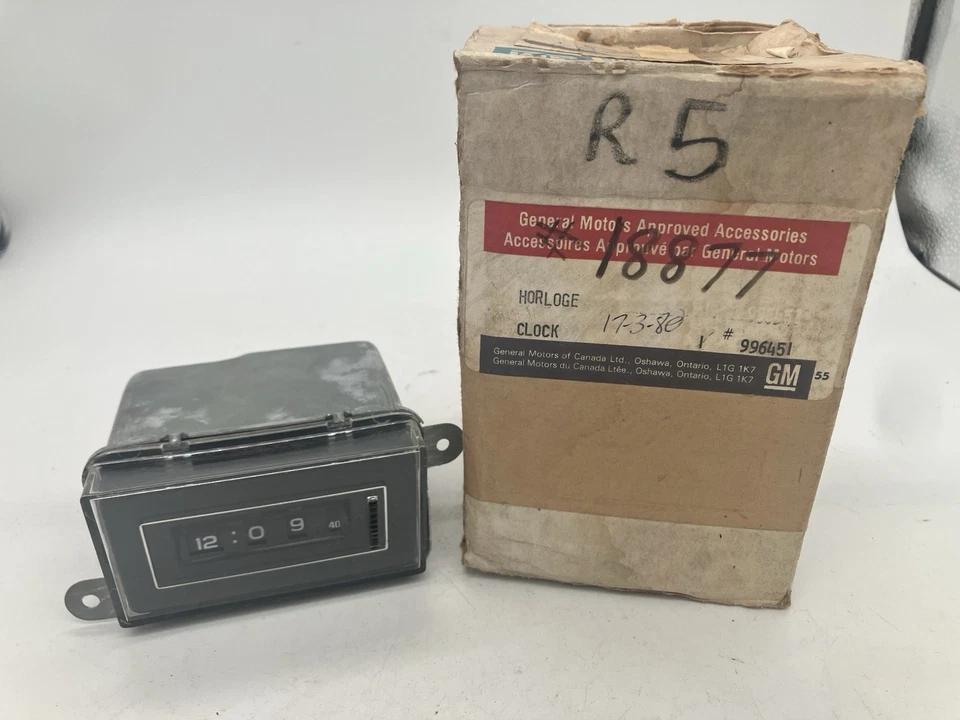 R5
General Motors Approved Accessories
Accessoires Approuvé par General Motors
# 18877
HORLOGE
CLOCK 17-3-80 1 # 996451
General Motors of Canada Ltd., Oshawa, Ontario, L1G 1K7
General Motors du Canada Ltée., Oshawa, Ontario, L1G 1K7
GM 55
12:09 40